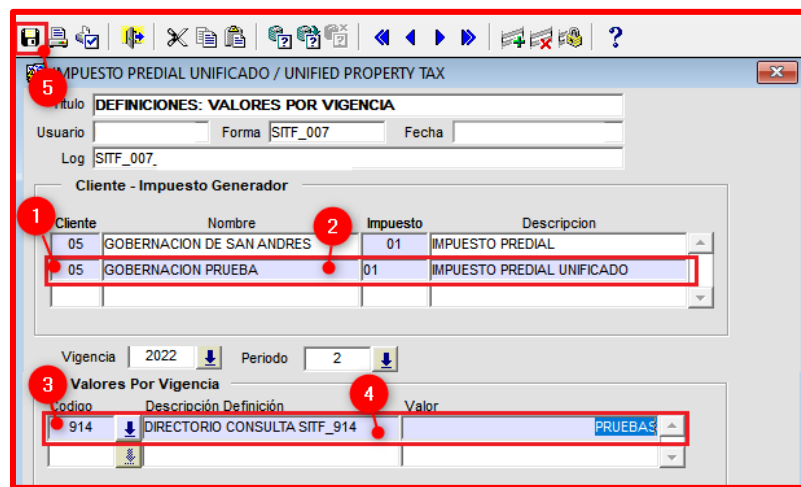 5
IMPUESTO PREDIAL UNIFICADO / UNIFIED PROPERTY TAX
Titulo DEFINICIONES: VALORES POR VIGENCIA
Usuario Forma SITF_007 Fecha
Log SITF_007_
Cliente - Impuesto Generador
1 2
Cliente Nombre Impuesto Descripcion
05 GOBERNACION DE SAN ANDRES 01 IMPUESTO PREDIAL
05 GOBERNACION PRUEBA 01 IMPUESTO PREDIAL UNIFICADO
Vigencia 2022 Periodo 2
3 Valores Por Vigencia 4
Codigo Descripción Definición Valor
914 DIRECTORIO CONSULTA SITF_914 PRUEBAS